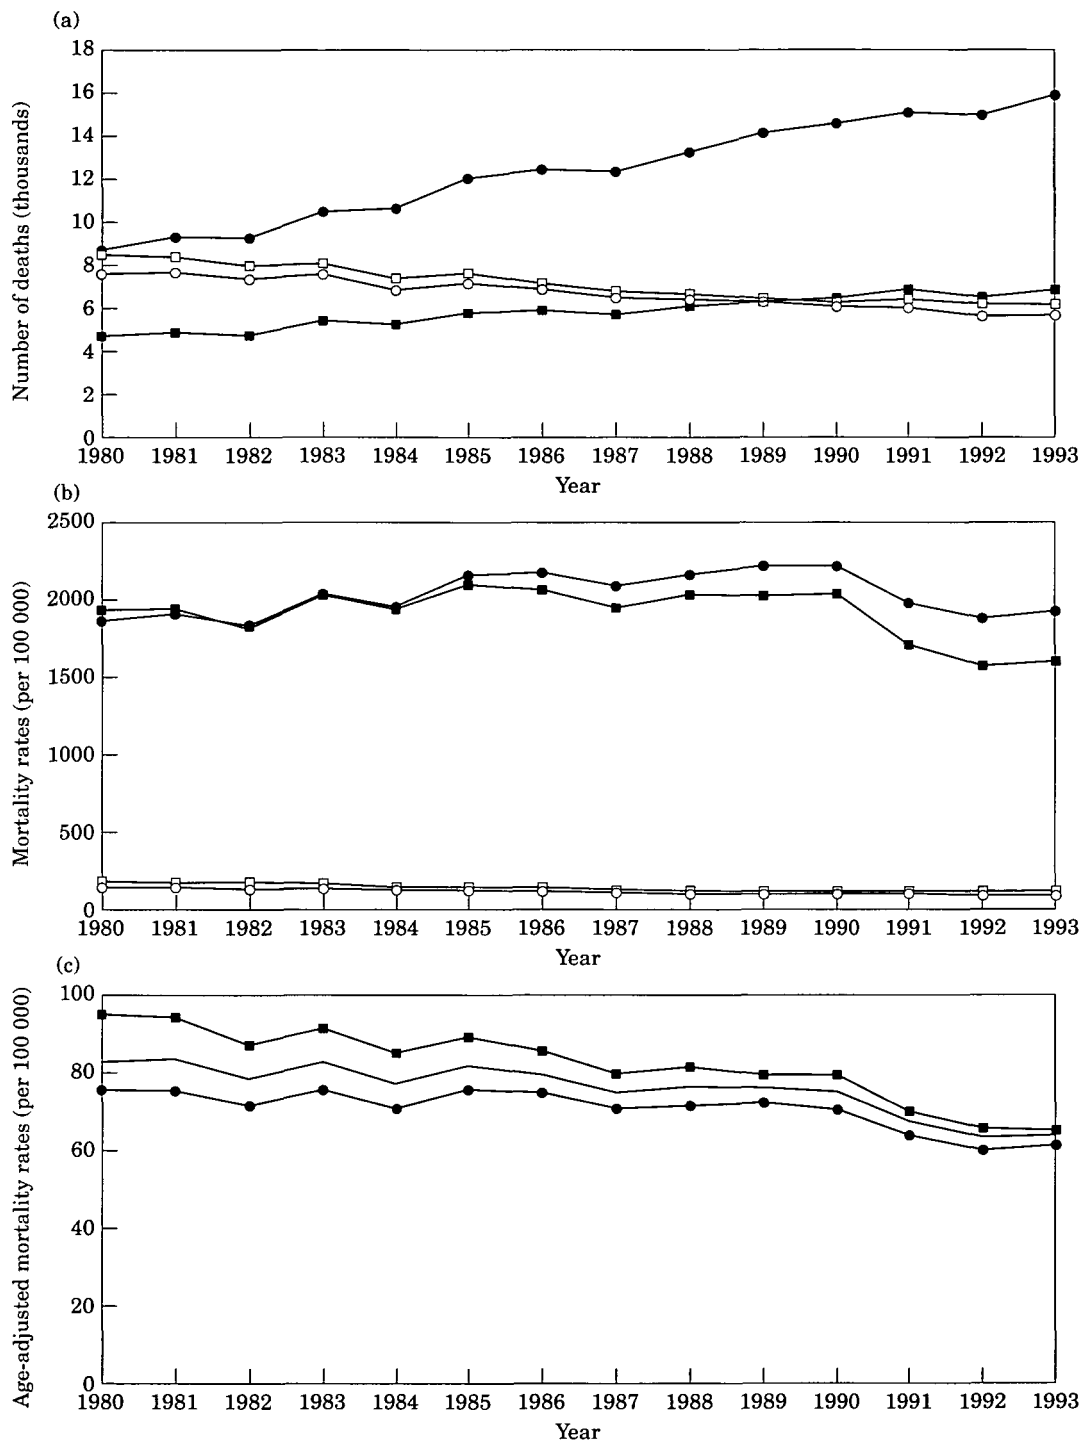 (a)
Number of deaths (thousands)
18
16
14
12
10
8
6
4
2
0
1980 1981 1982 1983 1984 1985 1986 1987 1988 1989 1990 1991 1992 1993
Year
(b)
Mortality rates (per 100 000)
2500
2000
1500
1000
500
0
1980 1981 1982 1983 1984 1985 1986 1987 1988 1989 1990 1991 1992 1993
Year
(c)
Age-adjusted mortality rates (per 100 000)
100
80
60
40
20
0
1980 1981 1982 1983 1984 1985 1986 1987 1988 1989 1990 1991 1992 1993
Year